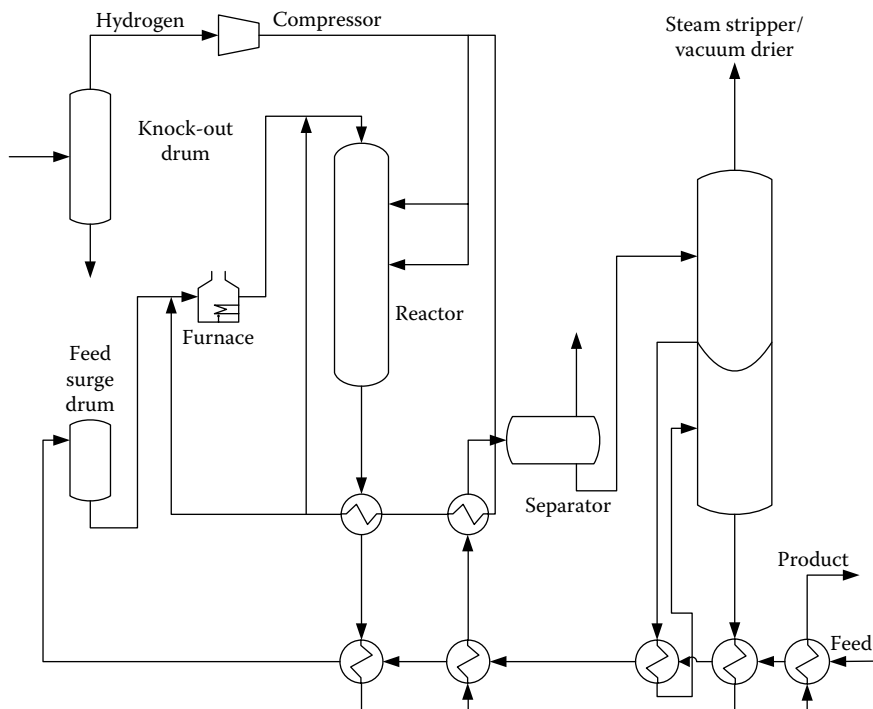 Hydrogen
Compressor
Steam stripper/
vacuum drier
Knock-out
drum
Reactor
Furnace
Feed
surge
drum
Separator
Product
Feed